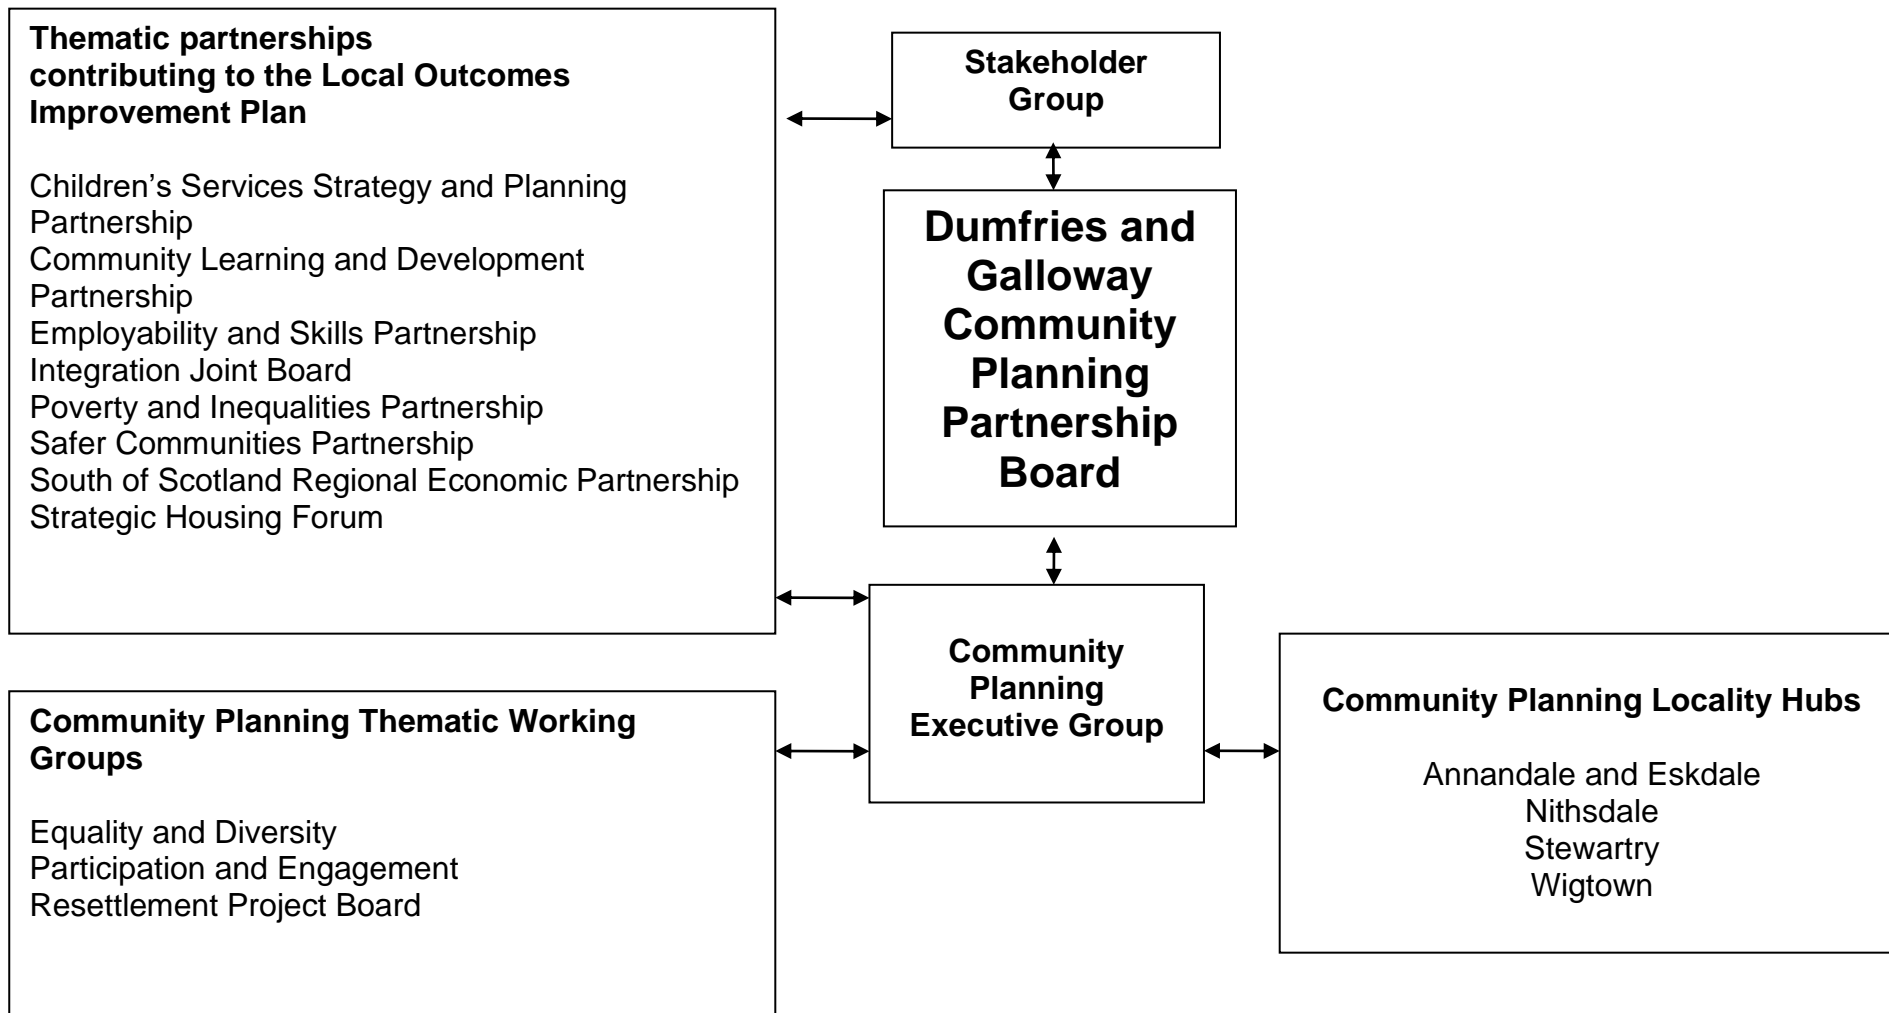 Thematic partnerships
contributing to the Local Outcomes
Improvement Plan
Children’s Services Strategy and Planning
Partnership
Community Learning and Development
Partnership
Employability and Skills Partnership
Integration Joint Board
Poverty and Inequalities Partnership
Safer Communities Partnership
South of Scotland Regional Economic Partnership
Strategic Housing Forum
Stakeholder
Group
Dumfries and
Galloway
Community
Planning
Partnership
Board
Community
Planning
Executive Group
Community Planning Thematic Working
Groups
Equality and Diversity
Participation and Engagement
Resettlement Project Board
Community Planning Locality Hubs
Annandale and Eskdale
Nithsdale
Stewartry
Wigtown